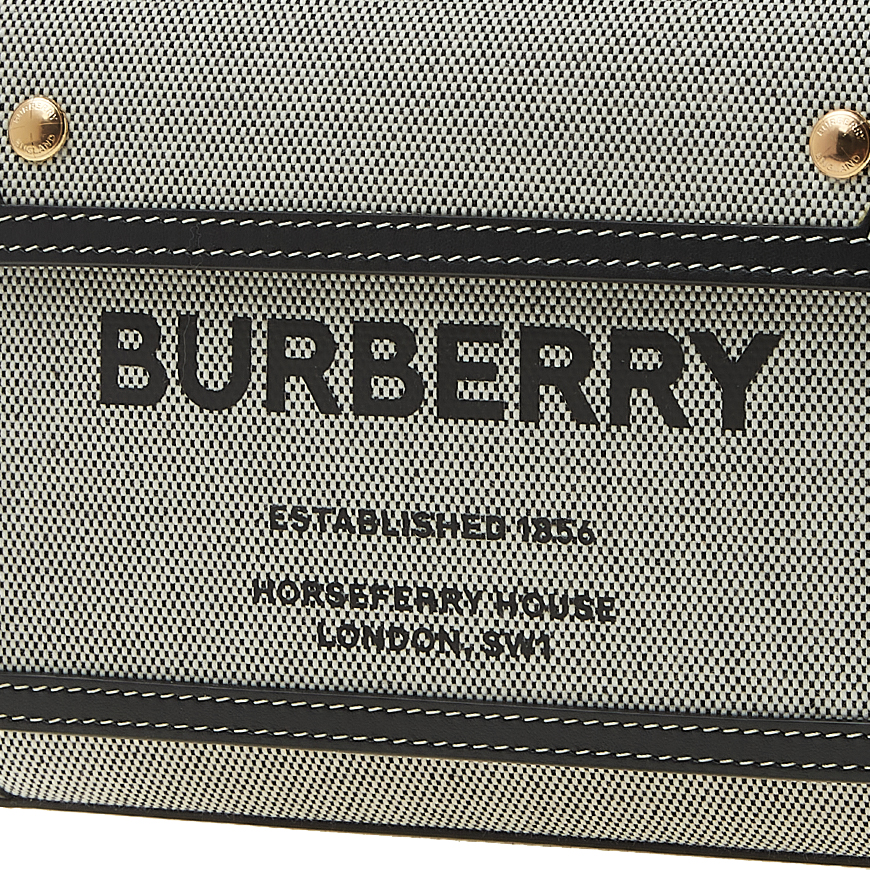 BURBERRY
ESTABLISHED 1856
HORSEFERRY HOUSE
LONDON, SW1